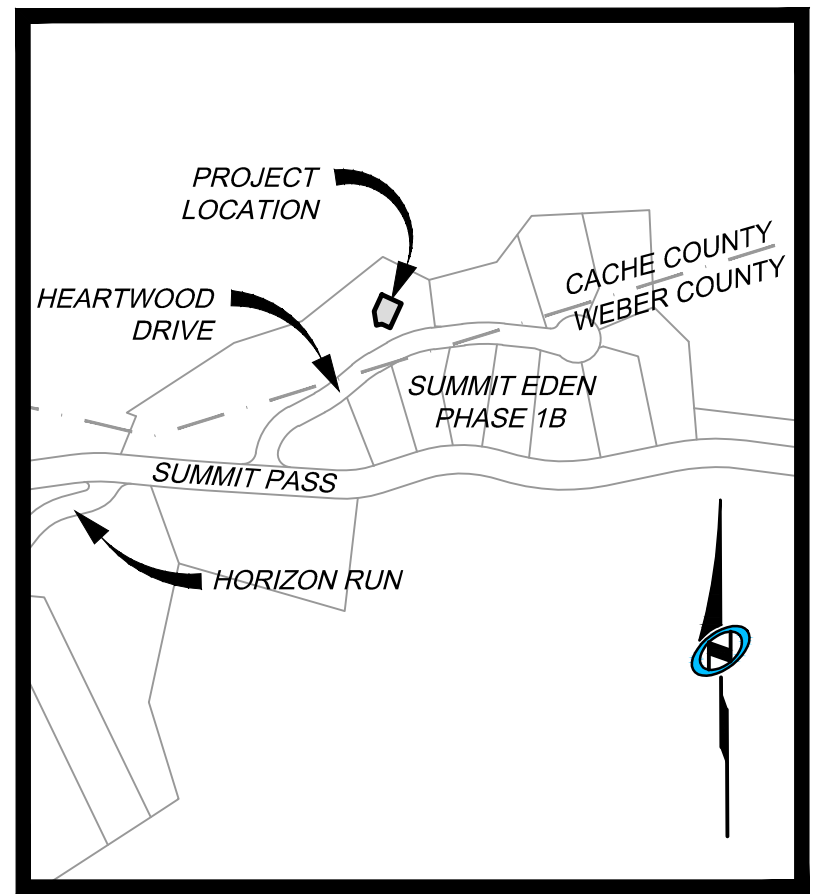 PROJECT
LOCATION
CACHE COUNTY
WEBER COUNTY
HEARTWOOD
DRIVE
SUMMIT EDEN
PHASE 1B
SUMMIT PASS
HORIZON RUN
N